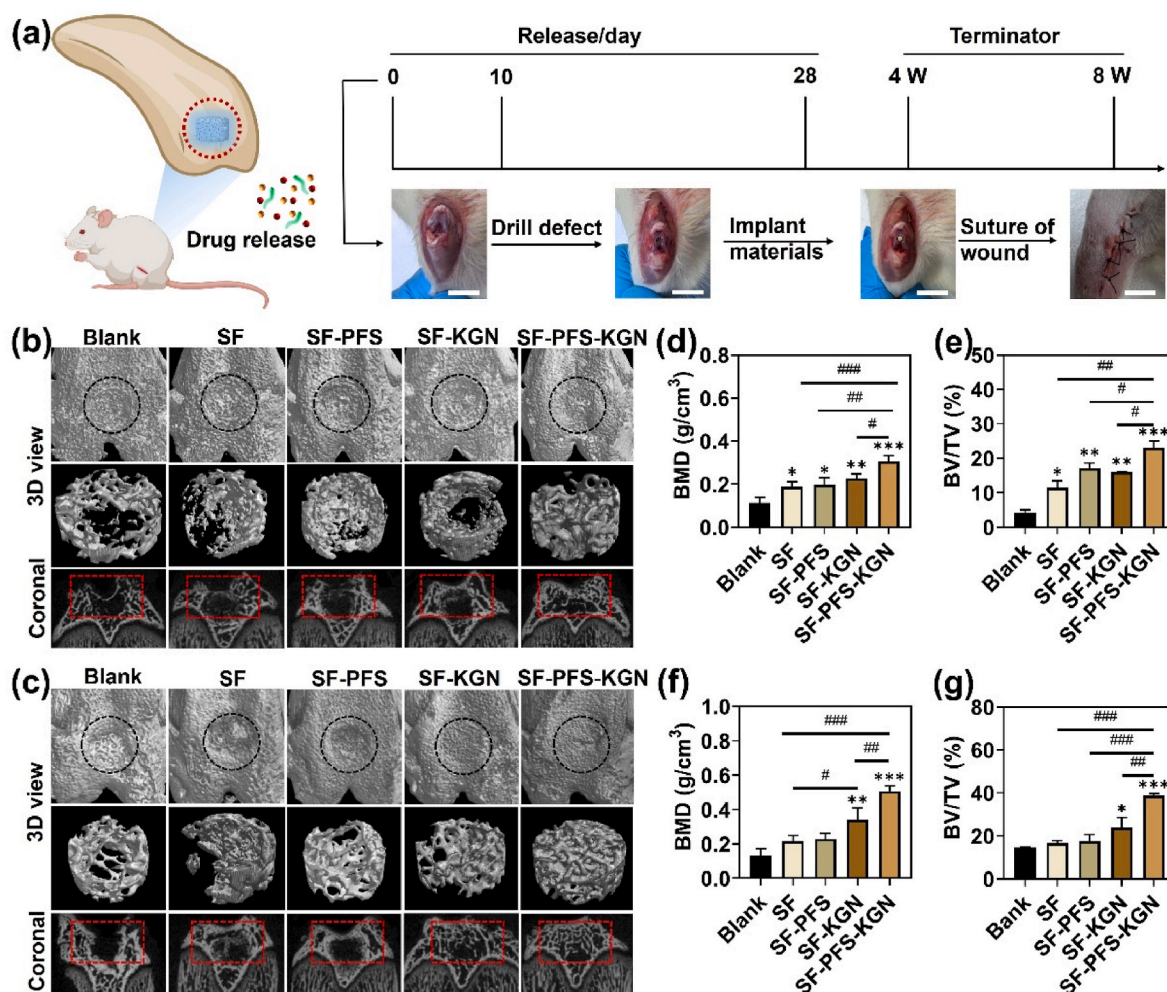 (a)
Release/day
Terminator
0
10
28
4 W
8 W
Drug release
Drill defect
Implant
materials
Suture of
wound
(b)
Blank
SF
SF-PFS
SF-KGN
SF-PFS-KGN
3D view
Coronal
(c)
Blank
SF
SF-PFS
SF-KGN
SF-PFS-KGN
3D view
Coronal
(d)
BMD (g/cm³)
0.8
0.6
0.4
0.2
0.0
###
##
#
*
*
**
***
Blank
SF
SF-PFS
SF-KGN
SF-PFS-KGN
(e)
BV/TV (%)
50
40
30
20
10
0
##
#
#
*
**
**
***
Blank
SF
SF-PFS
SF-KGN
SF-PFS-KGN
(f)
BMD (g/cm³)
1.0
0.8
0.6
0.4
0.2
0.0
###
##
#
**
***
Blank
SF
SF-PFS
SF-KGN
SF-PFS-KGN
(g)
BV/TV (%)
80
60
40
20
0
###
###
##
*
***
Blank
SF
SF-PFS
SF-KGN
SF-PFS-KGN